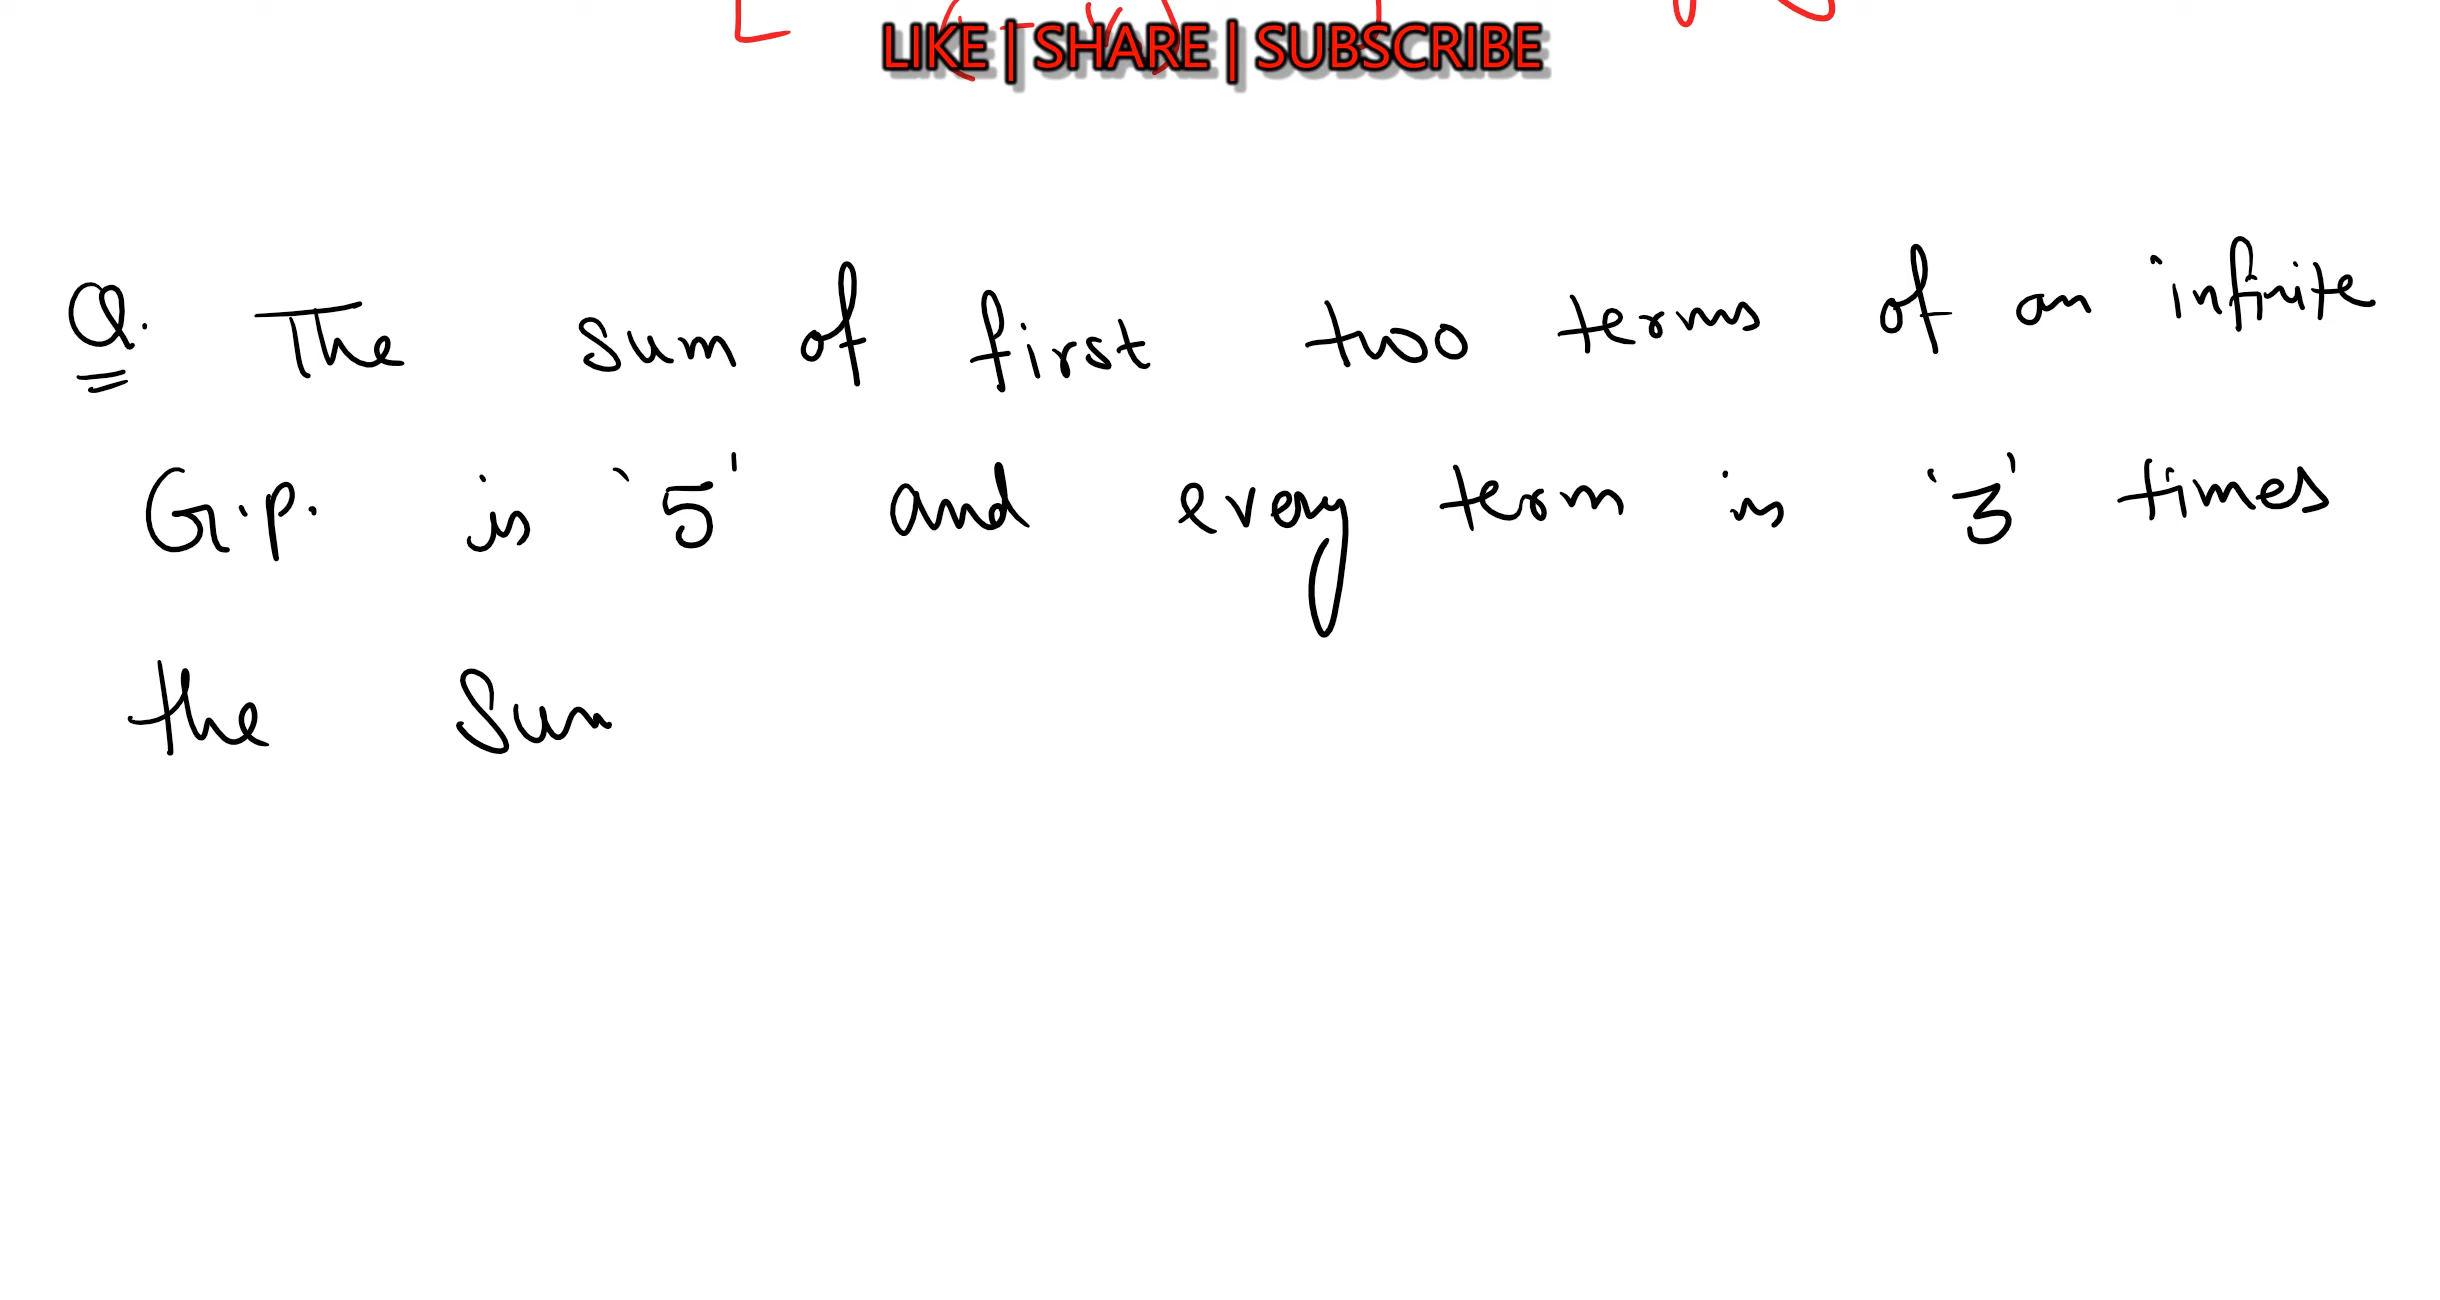 LIKE | SHARE | SUBSCRIBE
Q. The sum of first two terms of an infinite
G.P. is '5' and every term is '3' times
the Sum